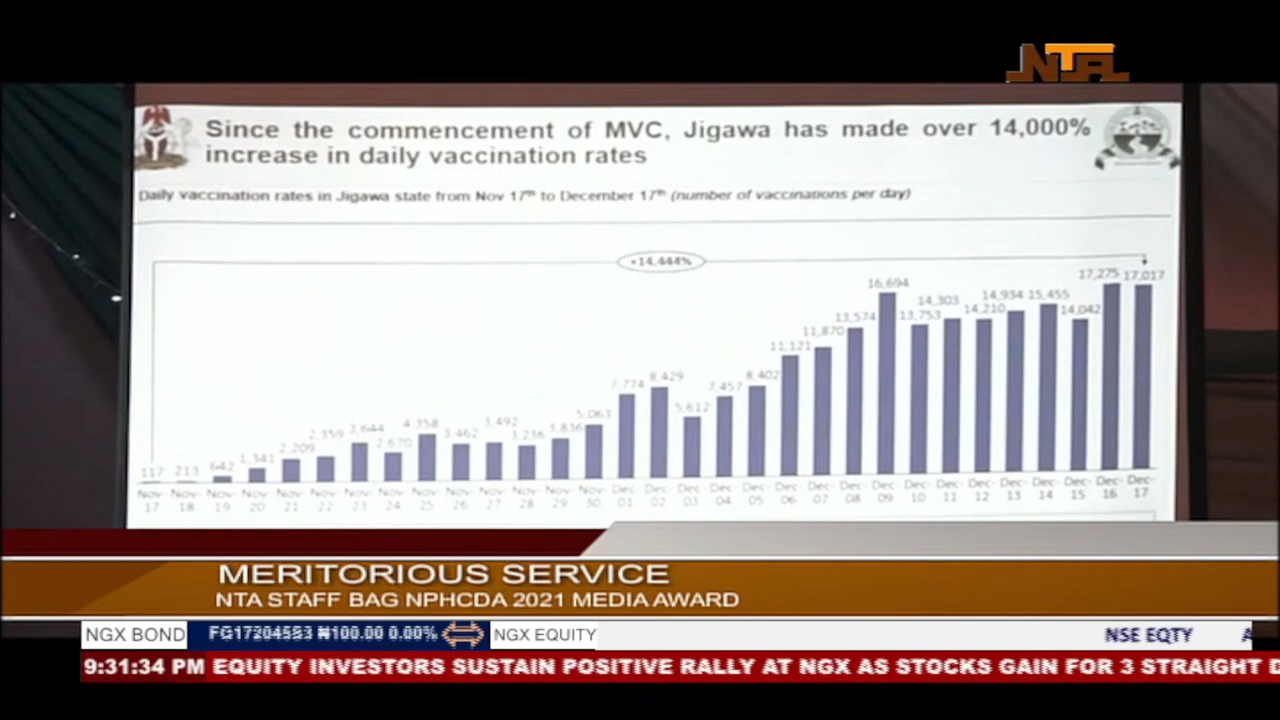 NTA
Since the commencement of MVC, Jigawa has made over 14,000%
increase in daily vaccination rates
Daily vaccination rates in Jigawa state from Nov 17th to December 17th (number of vaccinations per day)
+14,444%
117 213 642 1,341 2,209 2,359 3,644 2,670 4,358 3,462 3,492 3,236 3,836 5,063 7,774 8,429 5,612 7,457 8,402 11,121 11,870 13,574 16,694 13,753 14,303 14,210 14,934 15,455 14,042 17,275 17,017
Nov- Nov- Nov- Nov- Nov- Nov- Nov- Nov- Nov- Nov- Nov- Nov- Nov- Nov- Dec- Dec- Dec- Dec- Dec- Dec- Dec- Dec- Dec- Dec- Dec- Dec- Dec- Dec- Dec- Dec- Dec-
17 18 19 20 21 22 23 24 25 26 27 28 29 30 01 02 03 04 05 06 07 08 09 10 11 12 13 14 15 16 17
MERITORIOUS SERVICE
NTA STAFF BAG NPHCDA 2021 MEDIA AWARD
NGX BOND FG17204553 ₦100.00 0.00% NGX EQUITY NSE EQTY A
9:31:34 PM EQUITY INVESTORS SUSTAIN POSITIVE RALLY AT NGX AS STOCKS GAIN FOR 3 STRAIGHT D